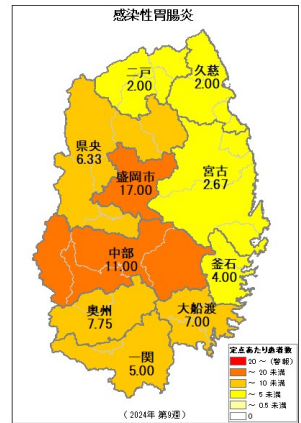 感染性胃腸炎
二戸
2.00
久慈
2.00
県央
6.33
盛岡市
17.00
宮古
2.67
中部
11.00
釜石
4.00
奥州
7.75
大船渡
7.00
一関
5.00
定点あたり患者数
20～（警報）
～ 20 未満
～ 10 未満
～ 5 未満
～ 0.5 未満
0
（2024年 第9週）